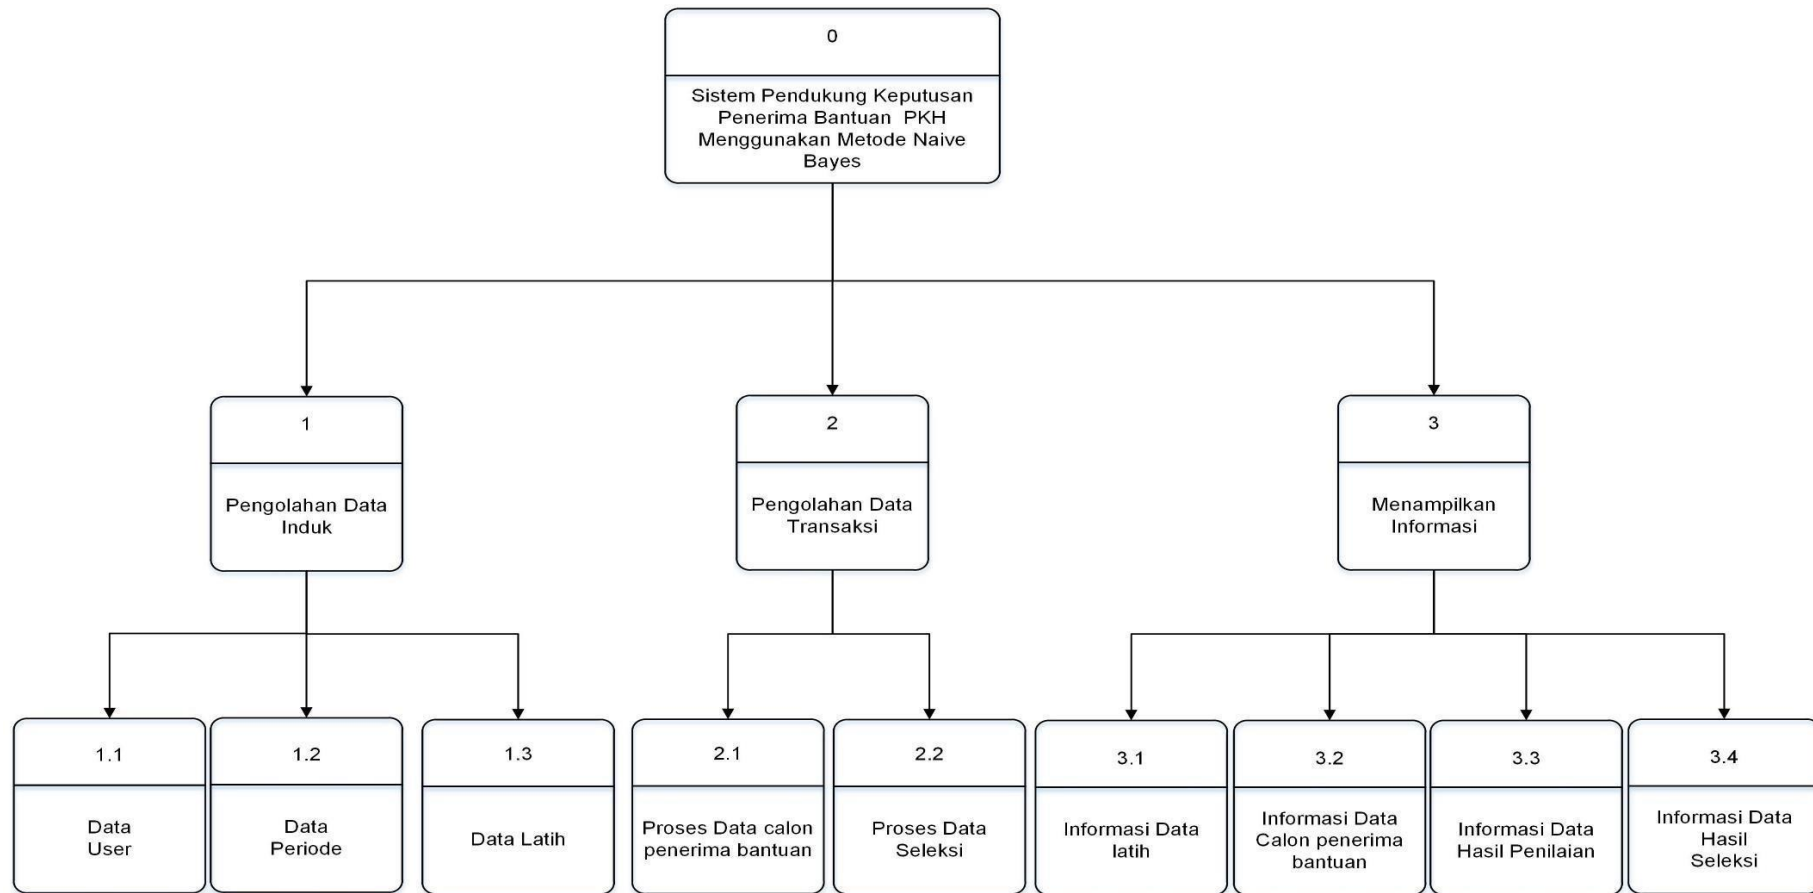 0
Sistem Pendukung Keputusan
Penerima Bantuan PKH
Menggunakan Metode Naive
Bayes
1
Pengolahan Data
Induk
2
Pengolahan Data
Transaksi
3
Menampilkan
Informasi
1.1
Data
User
1.2
Data
Periode
1.3
Data Latih
2.1
Proses Data calon
penerima bantuan
2.2
Proses Data
Seleksi
3.1
Informasi Data
latih
3.2
Informasi Data
Calon penerima
bantuan
3.3
Informasi Data
Hasil Penilaian
3.4
Informasi Data
Hasil
Seleksi